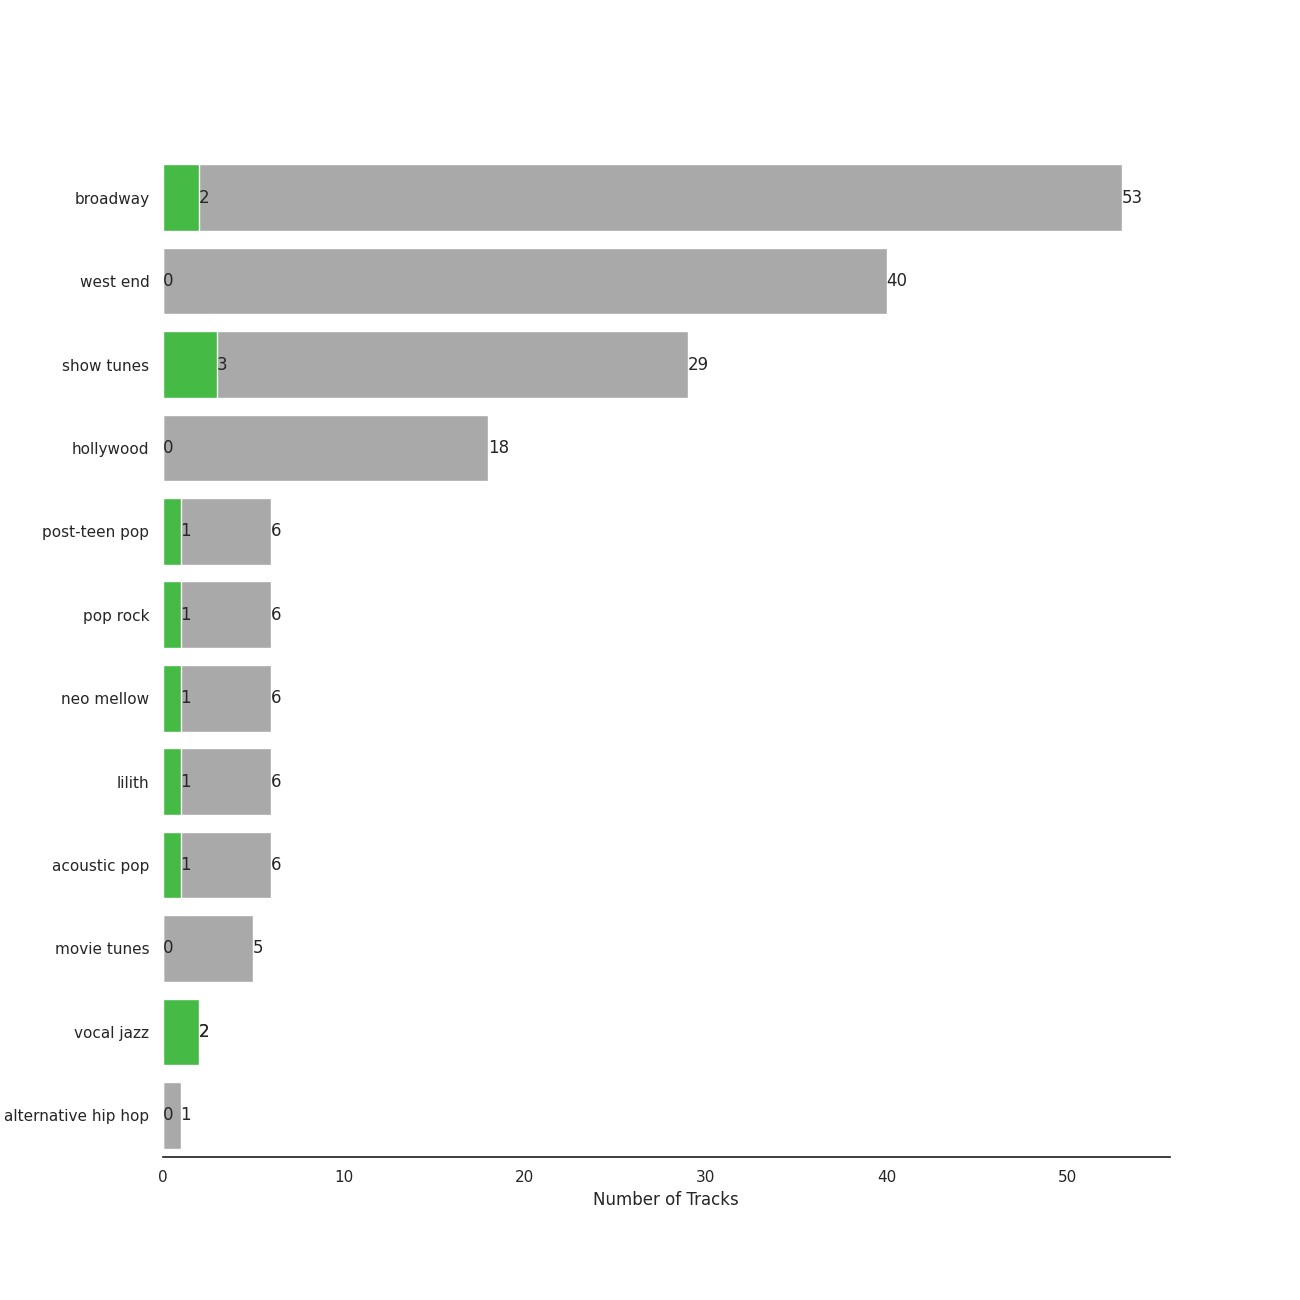 broadway 2 53
west end 0 40
show tunes 3 29
hollywood 0 18
post-teen pop 1 6
pop rock 1 6
neo mellow 1 6
lilith 1 6
acoustic pop 1 6
movie tunes 0 5
vocal jazz 2
alternative hip hop 0 1
0 10 20 30 40 50
Number of Tracks